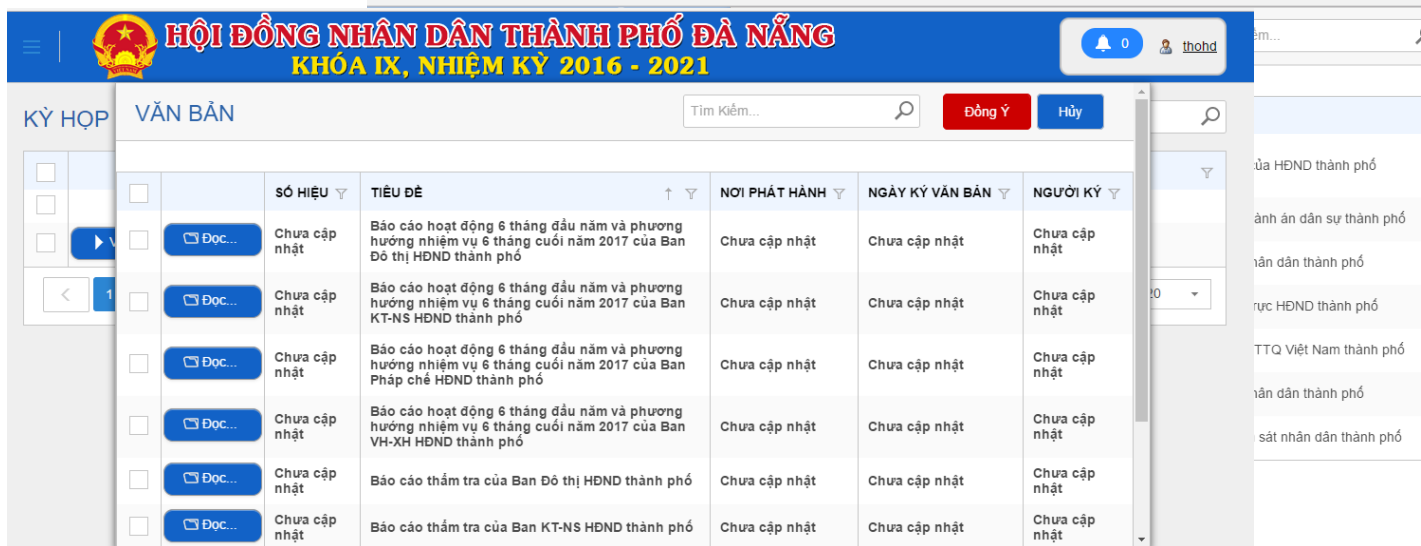 HỘI ĐỒNG NHÂN DÂN THÀNH PHỐ ĐÀ NẴNG
KHÓA IX, NHIỆM KỲ 2016 - 2021
0
thohd
KỲ HỌP
VĂN BẢN
Tìm Kiếm...
Đồng Ý
Hủy
SỐ HIỆU
TIÊU ĐỀ
NƠI PHÁT HÀNH
NGÀY KÝ VĂN BẢN
NGƯỜI KÝ
Đọc...
Chưa cập
nhật
Báo cáo hoạt động 6 tháng đầu năm và phương
hướng nhiệm vụ 6 tháng cuối năm 2017 của Ban
Đô thị HĐND thành phố
Chưa cập nhật
Chưa cập nhật
Chưa cập
nhật
Đọc...
Chưa cập
nhật
Báo cáo hoạt động 6 tháng đầu năm và phương
hướng nhiệm vụ 6 tháng cuối năm 2017 của Ban
KT-NS HĐND thành phố
Chưa cập nhật
Chưa cập nhật
Chưa cập
nhật
Đọc...
Chưa cập
nhật
Báo cáo hoạt động 6 tháng đầu năm và phương
hướng nhiệm vụ 6 tháng cuối năm 2017 của Ban
Pháp chế HĐND thành phố
Chưa cập nhật
Chưa cập nhật
Chưa cập
nhật
Đọc...
Chưa cập
nhật
Báo cáo hoạt động 6 tháng đầu năm và phương
hướng nhiệm vụ 6 tháng cuối năm 2017 của Ban
VH-XH HĐND thành phố
Chưa cập nhật
Chưa cập nhật
Chưa cập
nhật
Đọc...
Chưa cập
nhật
Báo cáo thẩm tra của Ban Đô thị HĐND thành phố
Chưa cập nhật
Chưa cập nhật
Chưa cập
nhật
Đọc...
Chưa cập
nhật
Báo cáo thẩm tra của Ban KT-NS HĐND thành phố
Chưa cập nhật
Chưa cập nhật
Chưa cập
nhật
1
HĐND thành phố
án dân sự thành phố
dân thành phố
HĐND thành phố
TTQ Việt Nam thành phố
dân thành phố
sát nhân dân thành phố